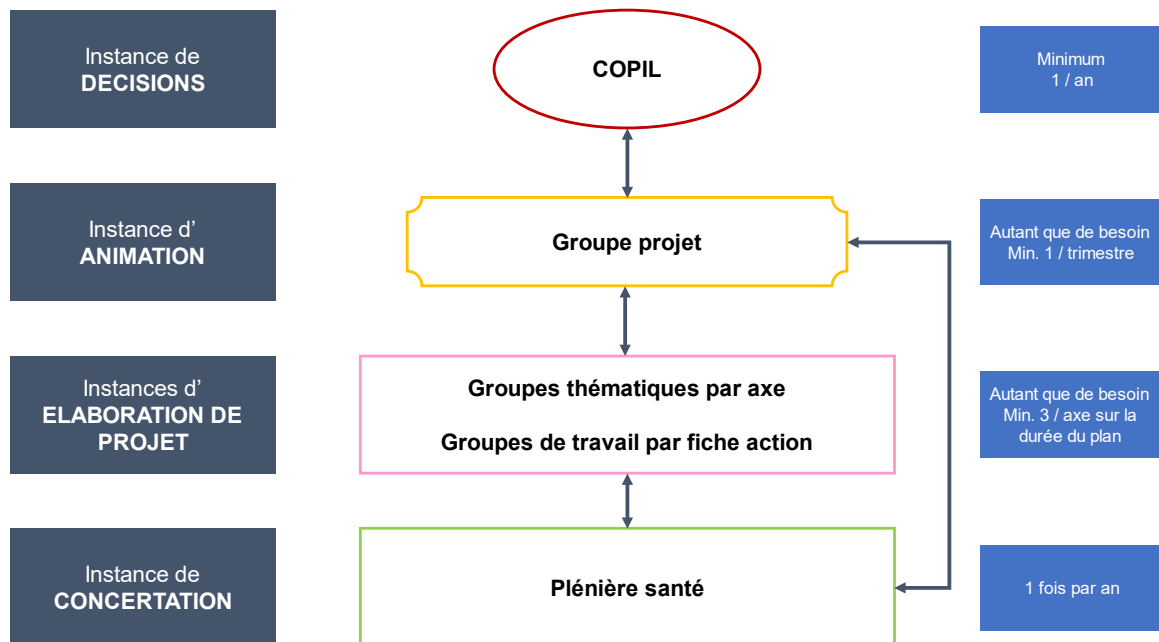 Instance de
DECISIONS
COPIL
Minimum
1 / an
Instance d’
ANIMATION
Groupe projet
Autant que de besoin
Min. 1 / trimestre
Instances d’
ELABORATION DE
PROJET
Groupes thématiques par axe
Groupes de travail par fiche action
Autant que de besoin
Min. 3 / axe sur la
durée du plan
Instance de
CONCERTATION
Plénière santé
1 fois par an